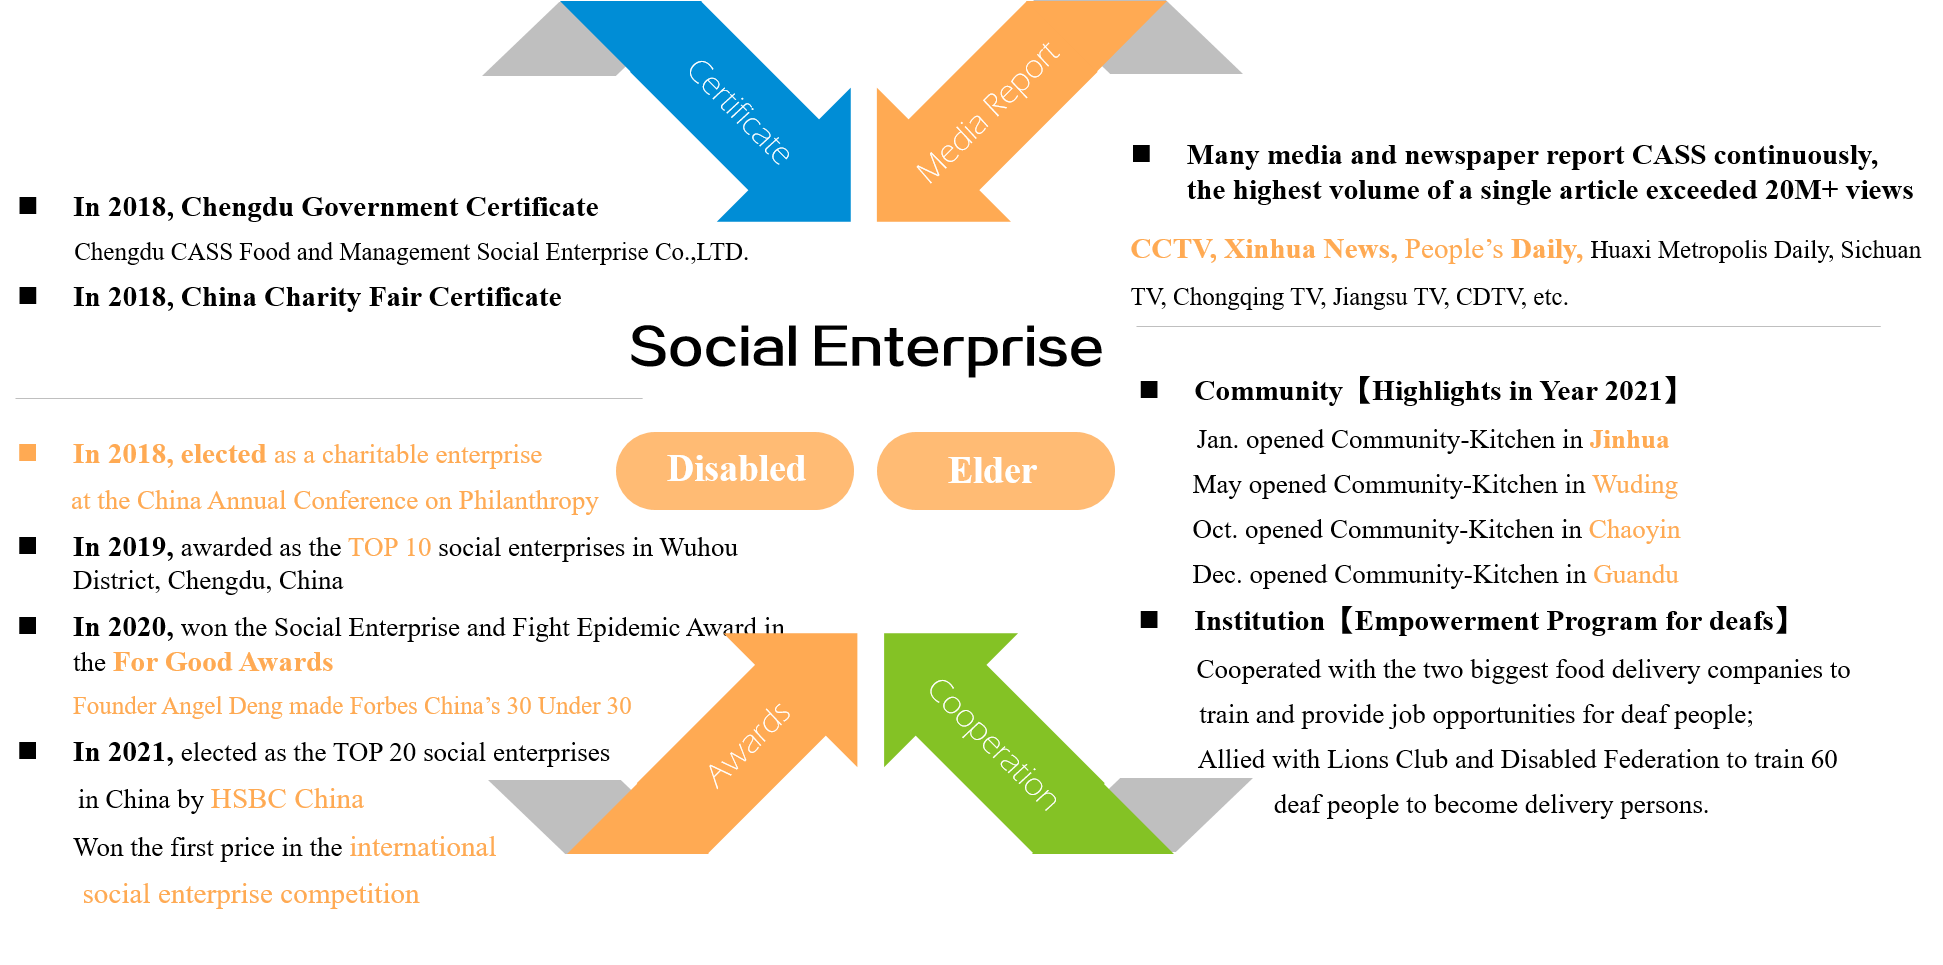 Certificate
Media Report
In 2018, Chengdu Government Certificate
Chengdu CASS Food and Management Social Enterprise Co.,LTD.
In 2018, China Charity Fair Certificate
Many media and newspaper report CASS continuously,
the highest volume of a single article exceeded 20M+ views
CCTV, Xinhua News, People’s Daily, Huaxi Metropolis Daily, Sichuan
TV, Chongqing TV, Jiangsu TV, CDTV, etc.
Social Enterprise
Disabled
Elder
In 2018, elected as a charitable enterprise
at the China Annual Conference on Philanthropy
In 2019, awarded as the TOP 10 social enterprises in Wuhou
District, Chengdu, China
In 2020, won the Social Enterprise and Fight Epidemic Award in
the For Good Awards
Founder Angel Deng made Forbes China’s 30 Under 30
In 2021, elected as the TOP 20 social enterprises
in China by HSBC China
Won the first price in the international
social enterprise competition
Awards
Cooperation
Community【Highlights in Year 2021】
Jan. opened Community-Kitchen in Jinhua
May opened Community-Kitchen in Wuding
Oct. opened Community-Kitchen in Chaoyin
Dec. opened Community-Kitchen in Guandu
Institution【Empowerment Program for deafs】
Cooperated with the two biggest food delivery companies to
train and provide job opportunities for deaf people;
Allied with Lions Club and Disabled Federation to train 60
deaf people to become delivery persons.